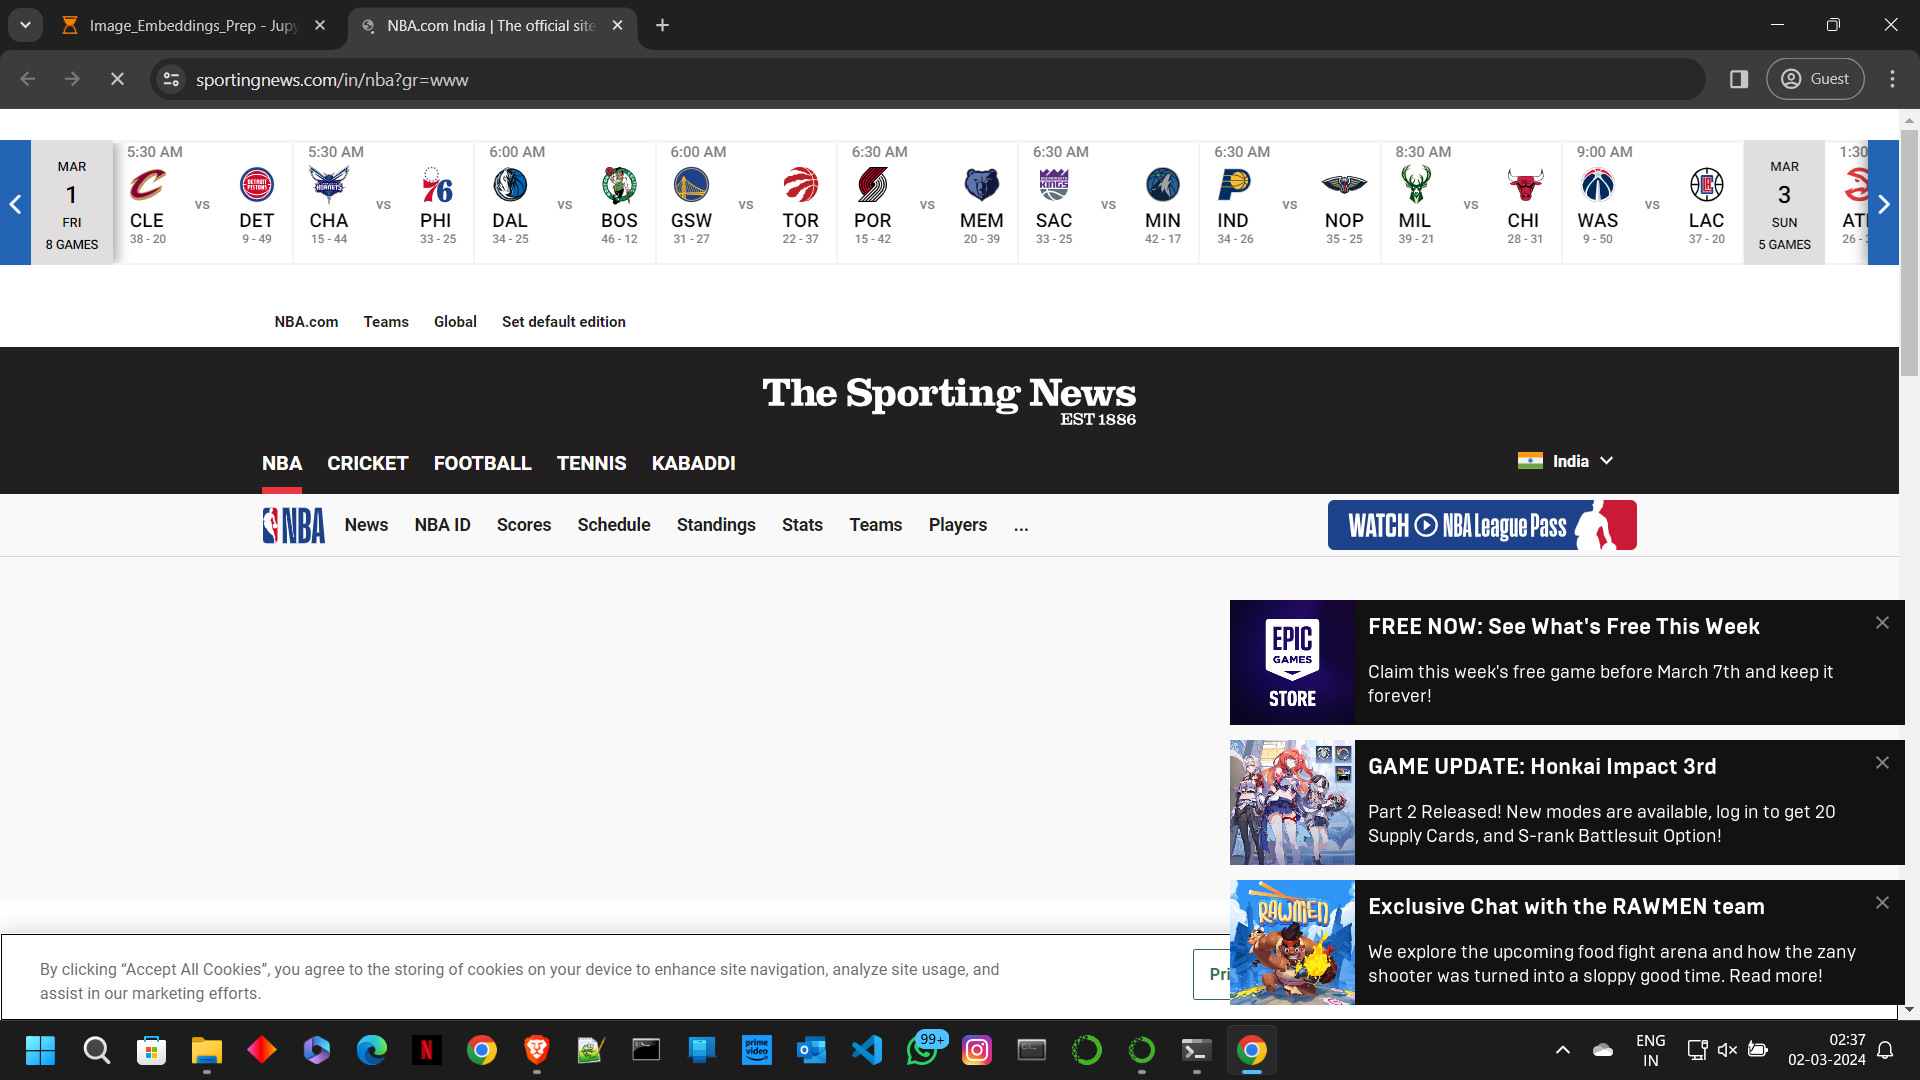 Image_Embeddings_Prep - Jupy
NBA.com India | The official site
sportingnews.com/in/nba?gr=www
Guest
MAR
1
FRI
8 GAMES
5:30 AM
CLE vs DET
38 - 20 9 - 49
5:30 AM
CHA vs PHI
15 - 44 33 - 25
6:00 AM
DAL vs BOS
34 - 25 46 - 12
6:00 AM
GSW vs TOR
31 - 27 22 - 37
6:30 AM
POR vs MEM
15 - 42 20 - 39
6:30 AM
SAC vs MIN
33 - 25 42 - 17
6:30 AM
IND vs NOP
34 - 26 35 - 25
8:30 AM
MIL vs CHI
39 - 21 28 - 31
9:00 AM
WAS vs LAC
9 - 50 37 - 20
MAR
3
SUN
5 GAMES
1:30
AT
26 -
NBA.com Teams Global Set default edition
The Sporting News
EST 1886
NBA CRICKET FOOTBALL TENNIS KABADDI
India
NBA News NBA ID Scores Schedule Standings Stats Teams Players ...
WATCH NBA League Pass
EPIC
GAMES
STORE
FREE NOW: See What's Free This Week
Claim this week's free game before March 7th and keep it
forever!
GAME UPDATE: Honkai Impact 3rd
Part 2 Released! New modes are available, log in to get 20
Supply Cards, and S-rank Battlesuit Option!
RAWMEN
Exclusive Chat with the RAWMEN team
We explore the upcoming food fight arena and how the zany
shooter was turned into a sloppy good time. Read more!
By clicking “Accept All Cookies”, you agree to the storing of cookies on your device to enhance site navigation, analyze site usage, and
assist in our marketing efforts.
Pri
99+
prime
video
ENG
IN
02:37
02-03-2024